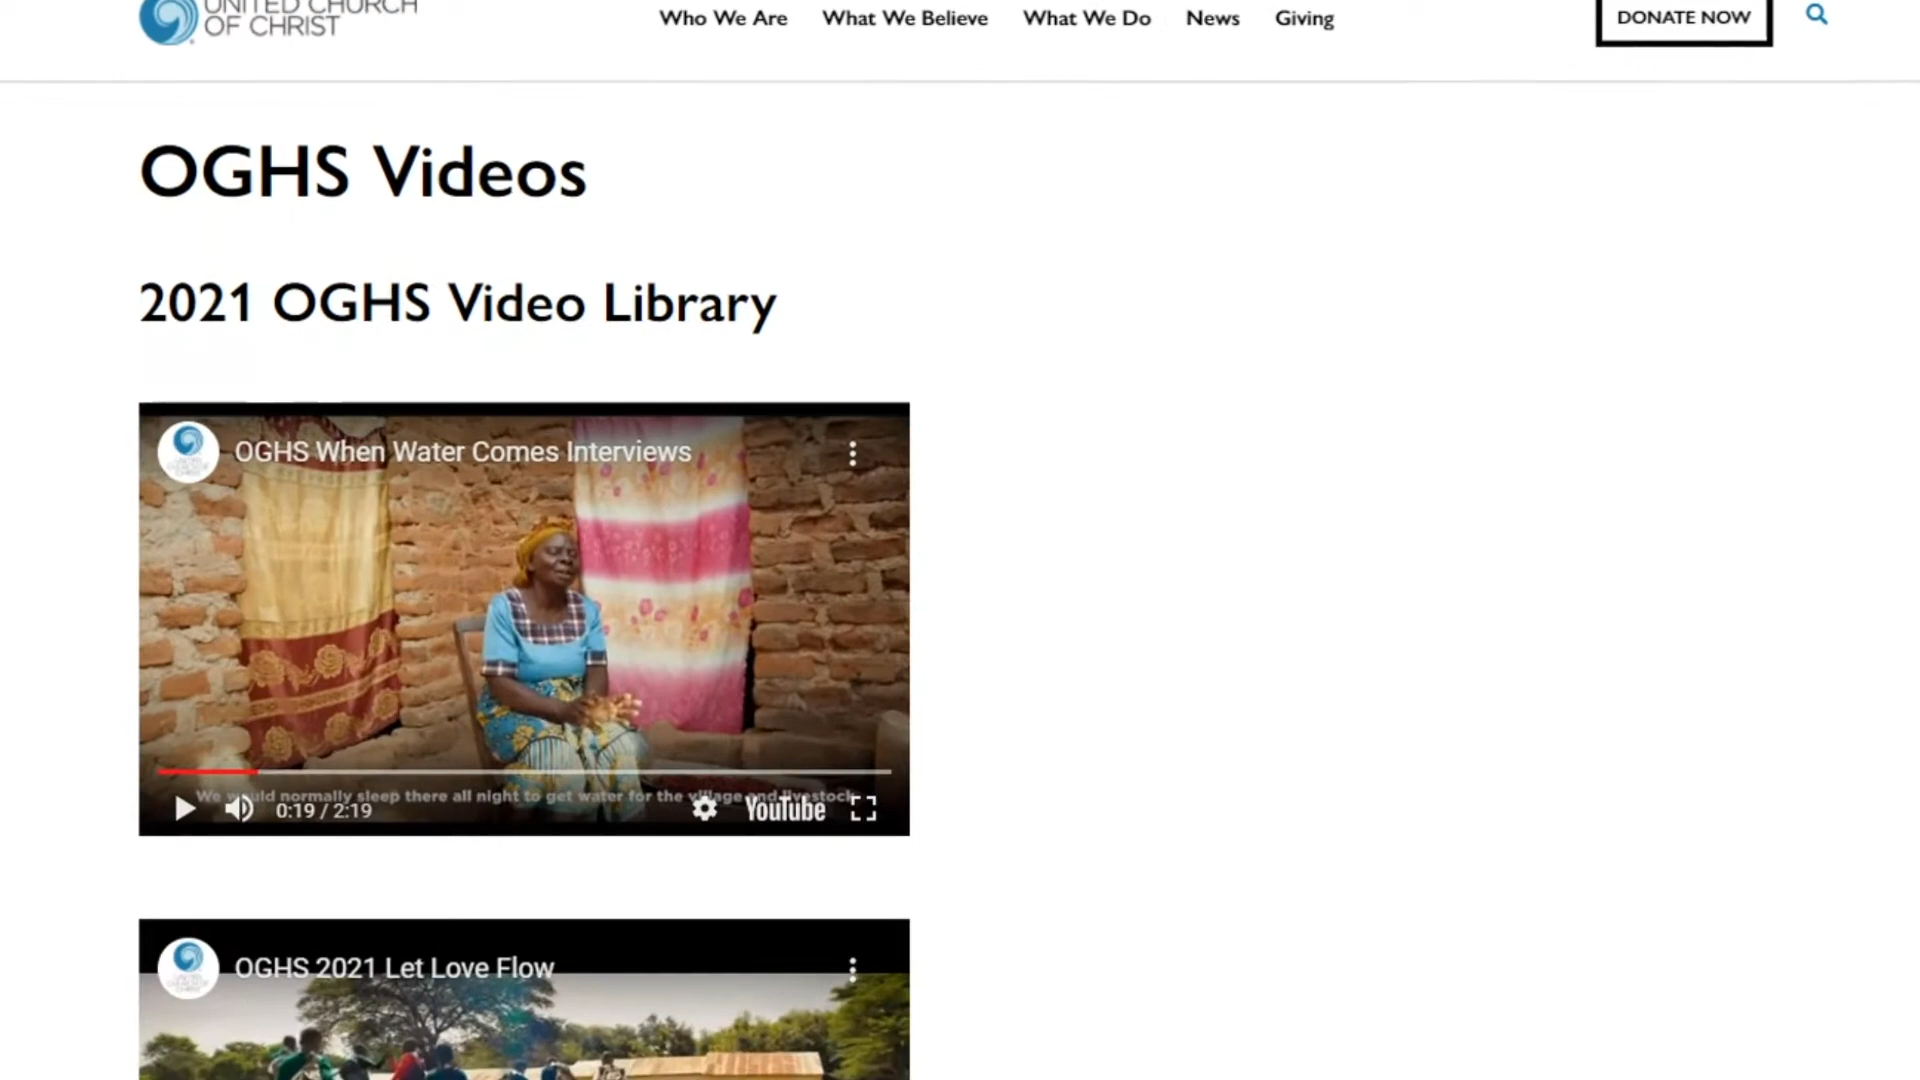 UNITED CHURCH
OF CHRIST
Who We Are What We Believe What We Do News Giving
DONATE NOW
OGHS Videos
2021 OGHS Video Library
OGHS When Water Comes Interviews
We would normally sleep there all night to get water for the village and livestock
0:19 / 2:19
YouTube
OGHS 2021 Let Love Flow